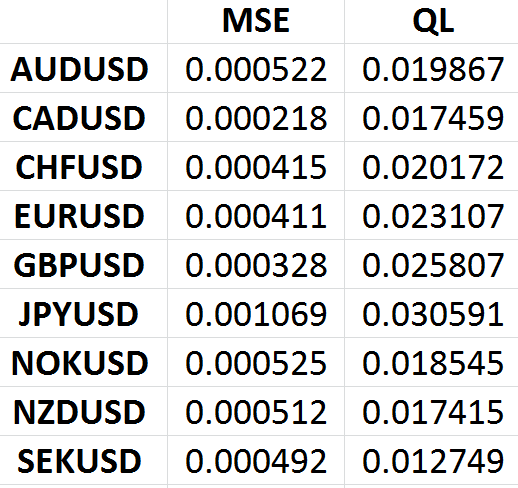 MSE QL
AUDUSD 0.000522 0.019867
CADUSD 0.000218 0.017459
CHFUSD 0.000415 0.020172
EURUSD 0.000411 0.023107
GBPUSD 0.000328 0.025807
JPYUSD 0.001069 0.030591
NOKUSD 0.000525 0.018545
NZDUSD 0.000512 0.017415
SEKUSD 0.000492 0.012749